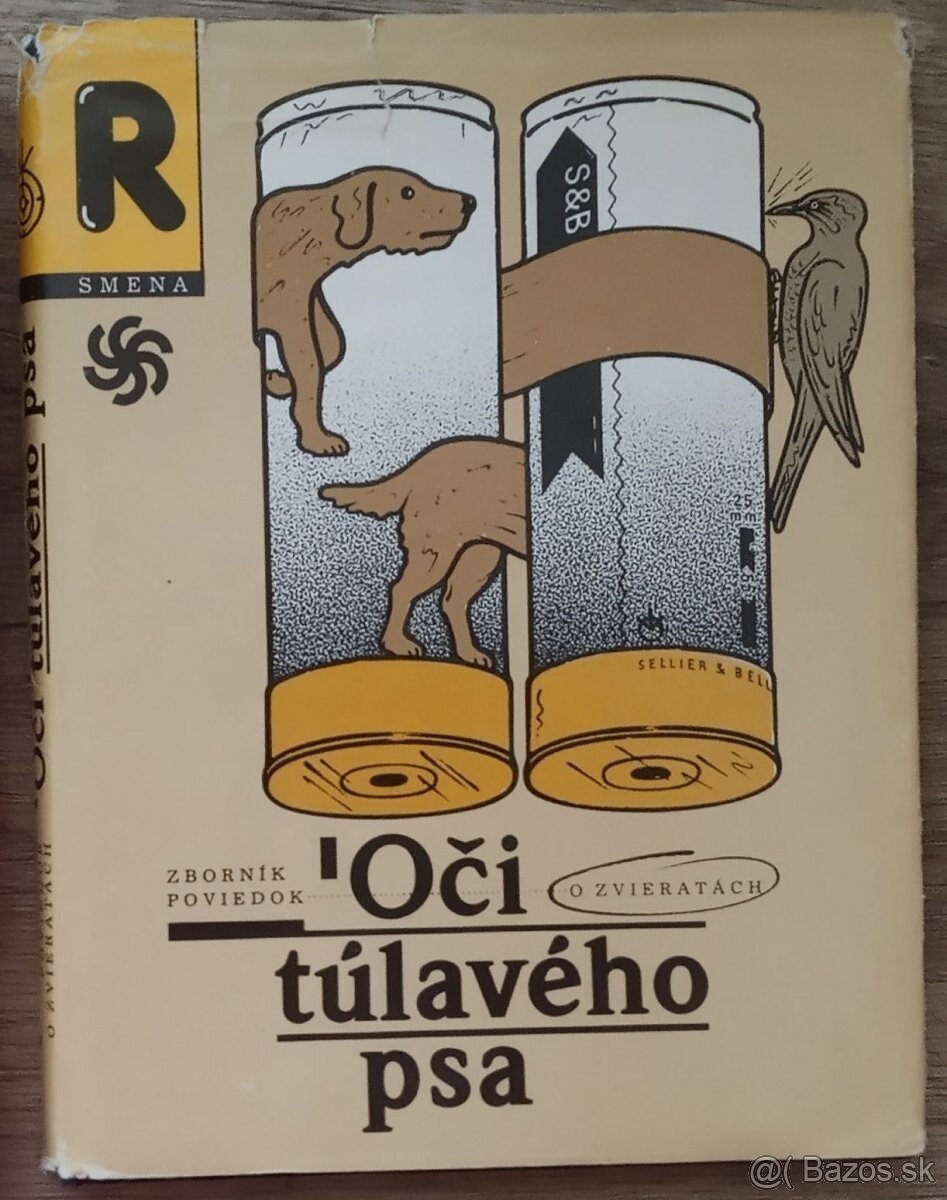 R
SMENA
S&B
25
mm
SELLIER & BELL
ZBORNÍK
POVIEDOK
O ZVIERATÁCH
Oči
túlavého
psa
Oči túlavého psa
O ZVIERATÁCH
@( Bazos.sk